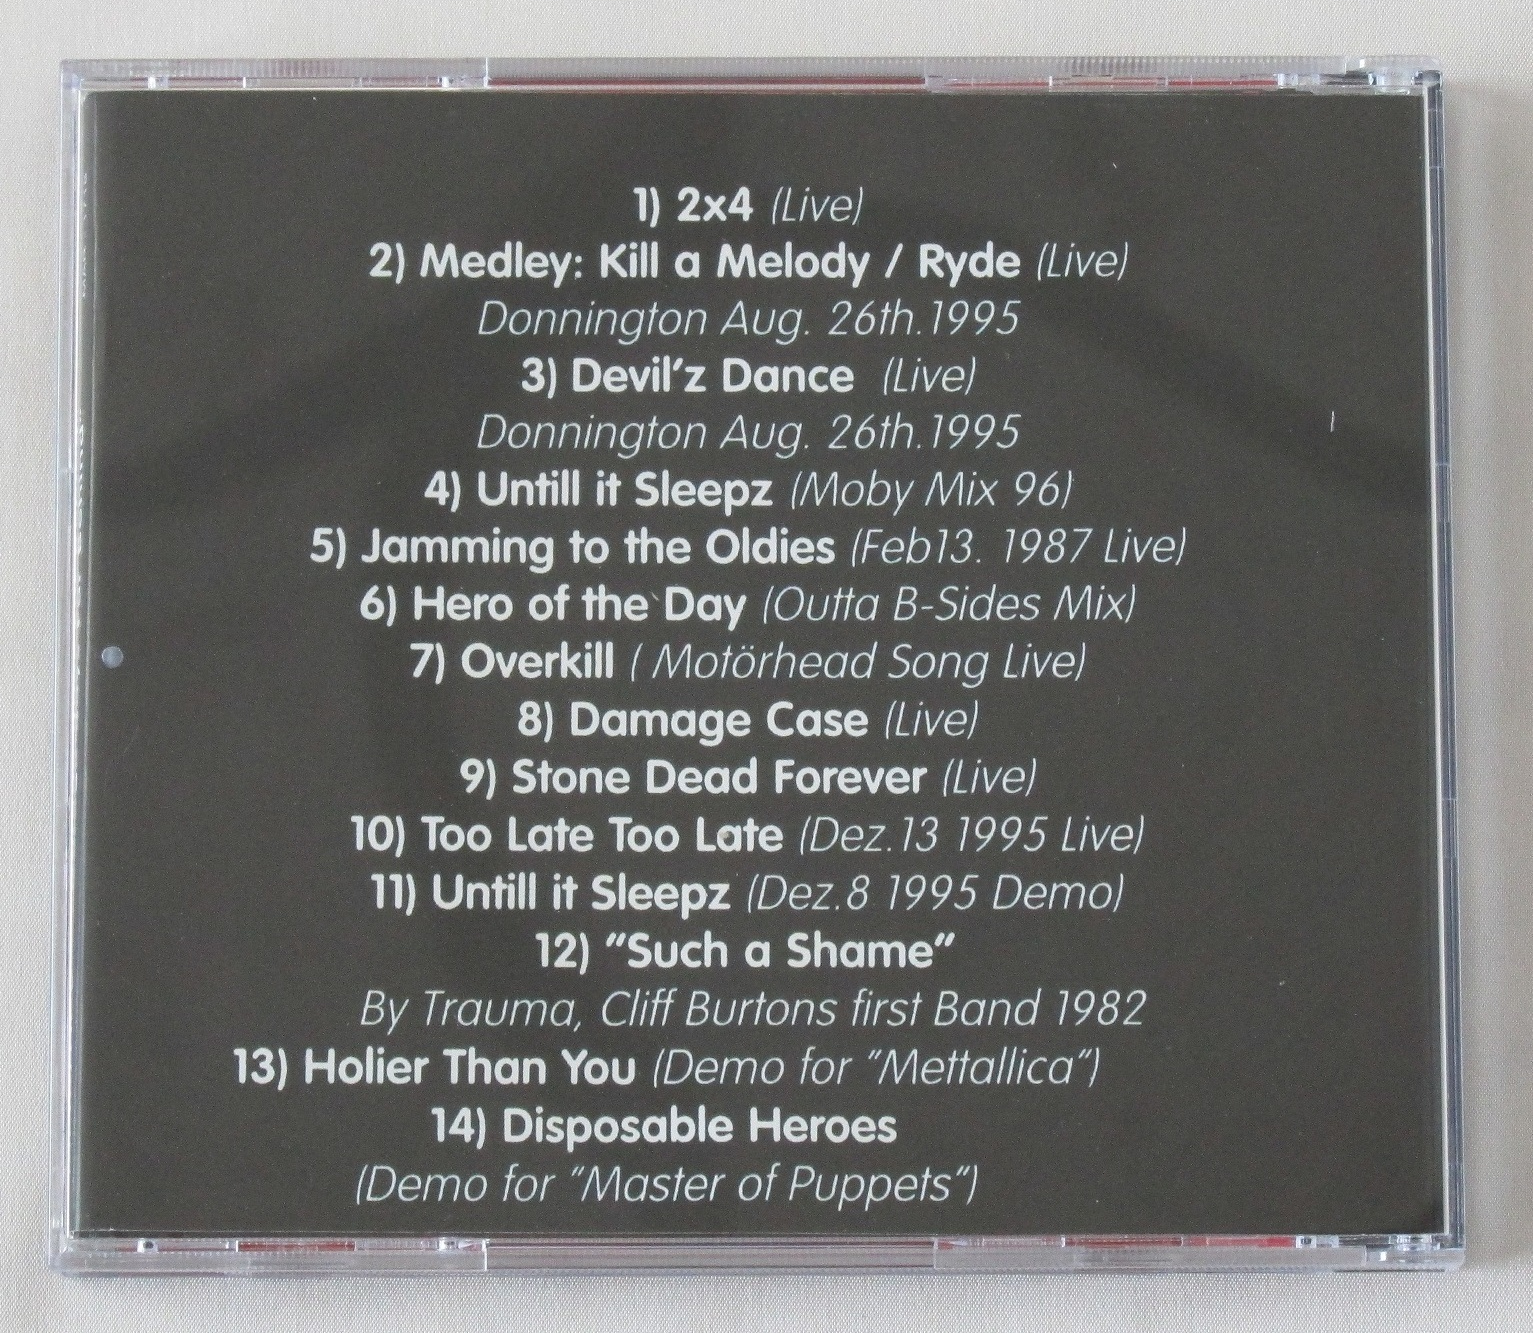 1) 2x4 (Live)
2) Medley: Kill a Melody / Ryde (Live)
Donnington Aug. 26th.1995
3) Devil'z Dance (Live)
Donnington Aug. 26th.1995
4) Untill it Sleepz (Moby Mix 96)
5) Jamming to the Oldies (Feb13. 1987 Live)
6) Hero of the Day (Outta B-Sides Mix)
7) Overkill ( Motörhead Song Live)
8) Damage Case (Live)
9) Stone Dead Forever (Live)
10) Too Late Too Late (Dez.13 1995 Live)
11) Untill it Sleepz (Dez.8 1995 Demo)
12) "Such a Shame"
By Trauma, Cliff Burtons first Band 1982
13) Holier Than You (Demo for "Mettallica")
14) Disposable Heroes
(Demo for "Master of Puppets")